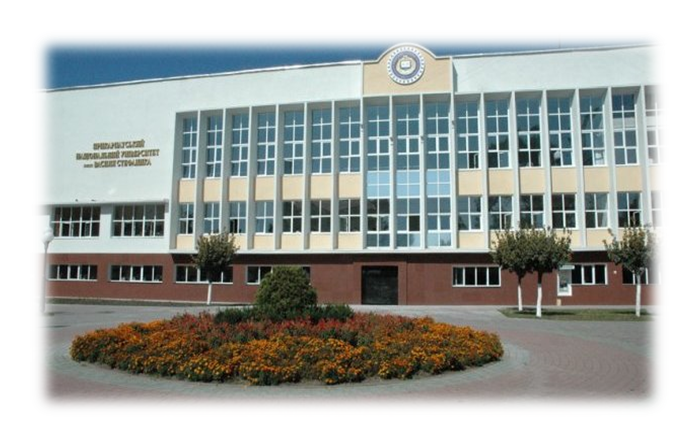 ПРИКАРПАТСЬКИЙ
НАЦІОНАЛЬНИЙ УНІВЕРСИТЕТ
ІМЕНІ ВАСИЛЯ СТЕФАНИКА